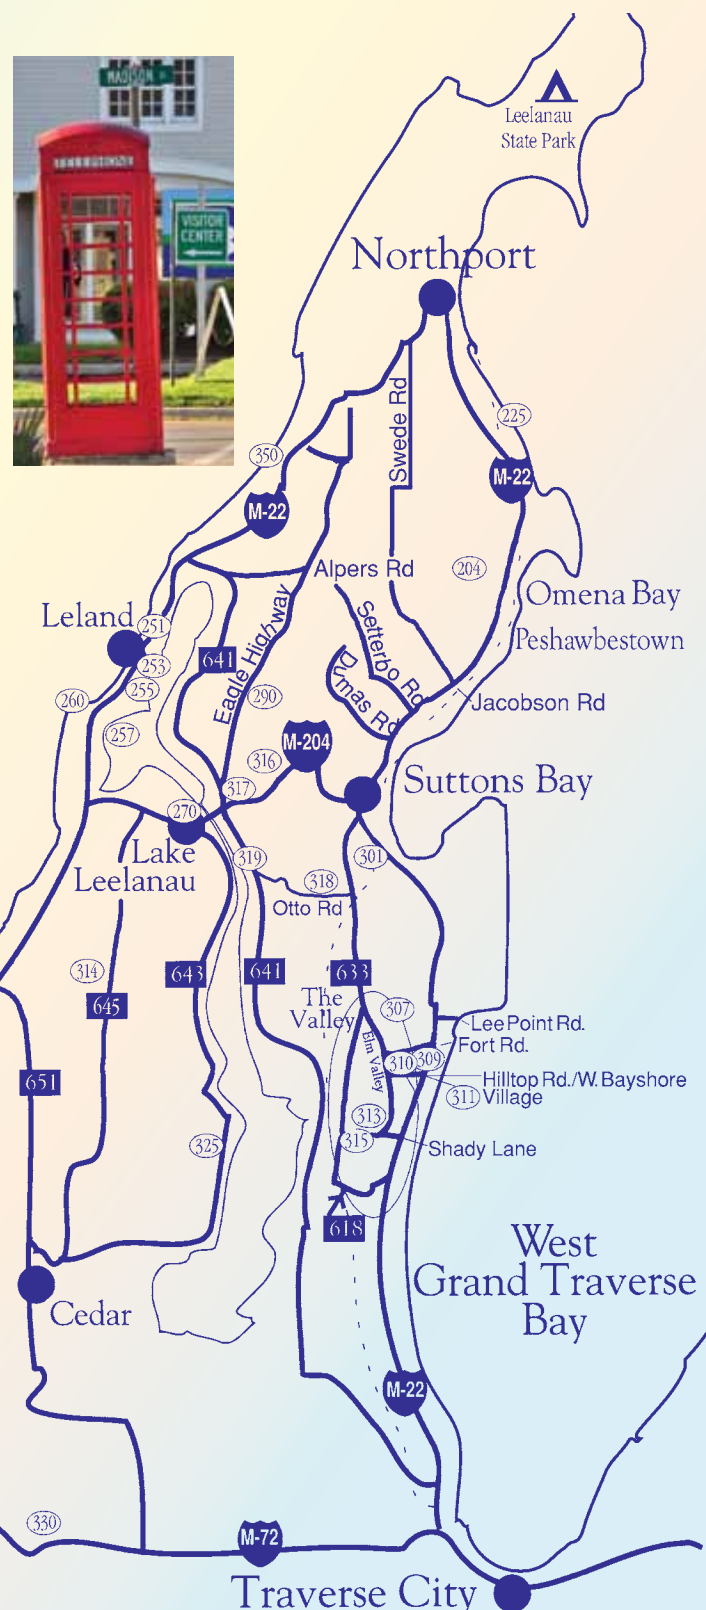 MADISON
TELEPHONE
VISITOR
CENTER
Leelanau
State Park
Northport
Swede Rd
225
350
M-22
M-22
204
Alpers Rd
Omena Bay
Peshawbestown
Leland
251
253
255
260
257
641
Eagle Highway
290
Setterbo Rd
Dumas Rd
Jacobson Rd
M-204
316
317
Suttons Bay
270
Lake
Leelanau
319
318
301
Otto Rd
314
645
643
641
633
The
Valley
307
Lee Point Rd.
Fort Rd.
Elm Valley
310
309
Hilltop Rd./W. Bayshore
Village
311
651
313
315
325
Shady Lane
618
West
Grand Traverse
Bay
Cedar
M-22
330
M-72
Traverse City